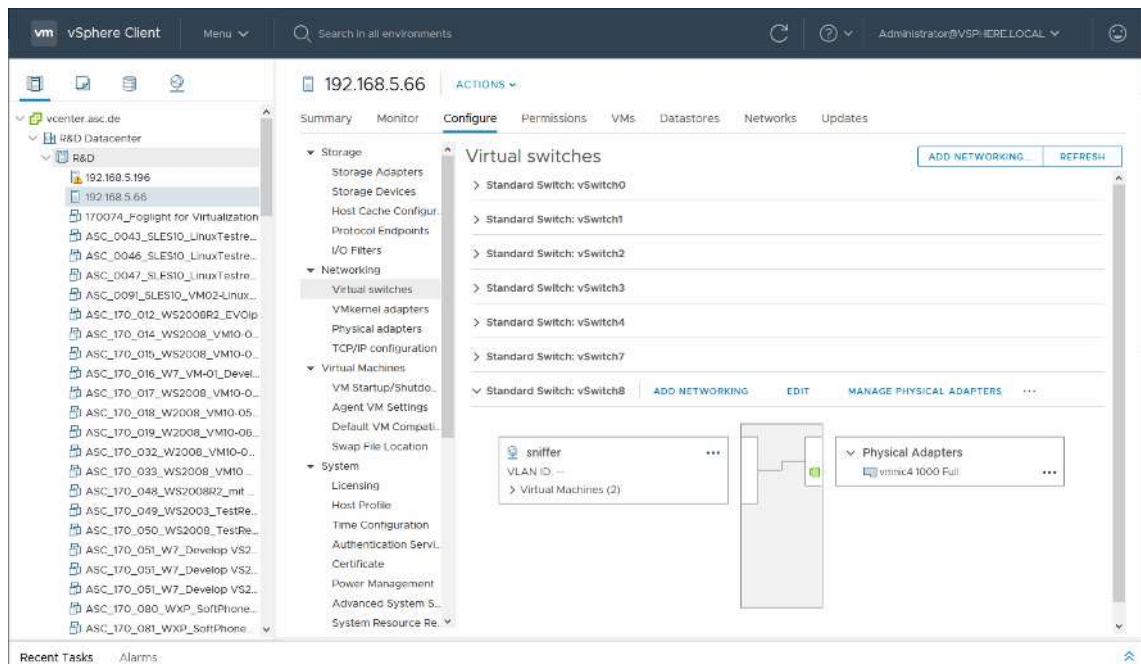 vm vSphere Client Menu Search in all environments Administrator@VSPHERE.LOCAL
192.168.5.66 ACTIONS
Summary Monitor Configure Permissions VMs Datastores Networks Updates
vcenter.asc.de
R&D Datacenter
R&D
192.168.5.196
192.168.5.66
170074_Foglight for Virtualization
ASC_0043_SLES10_LinuxTestre...
ASC_0046_SLES10_LinuxTestre...
ASC_0047_SLES10_LinuxTestre...
ASC_0091_SLES10_VM02-Linux...
ASC_170_012_WS2008R2_EVOip
ASC_170_014_WS2008_VM10-0...
ASC_170_015_WS2008_VM10-0...
ASC_170_016_W7_VM-01_Devel...
ASC_170_017_WS2008_VM10-0...
ASC_170_018_W2008_VM10-05...
ASC_170_019_W2008_VM10-06...
ASC_170_032_W2008_VM10-0...
ASC_170_033_WS2008_VM10 ...
ASC_170_048_WS2008R2_mit ...
ASC_170_049_WS2003_TestRe...
ASC_170_050_WS2008_TestRe...
ASC_170_051_W7_Develop VS2...
ASC_170_051_W7_Develop VS2...
ASC_170_051_W7_Develop VS2...
ASC_170_080_WXP_SoftPhone...
ASC_170_081_WXP_SoftPhone...
Storage
Storage Adapters
Storage Devices
Host Cache Configur...
Protocol Endpoints
I/O Filters
Networking
Virtual switches
VMkernel adapters
Physical adapters
TCP/IP configuration
Virtual Machines
VM Startup/Shutdo...
Agent VM Settings
Default VM Compati...
Swap File Location
System
Licensing
Host Profile
Time Configuration
Authentication Servi...
Certificate
Power Management
Advanced System S...
System Resource Re...
Virtual switches ADD NETWORKING... REFRESH
Standard Switch: vSwitch0
Standard Switch: vSwitch1
Standard Switch: vSwitch2
Standard Switch: vSwitch3
Standard Switch: vSwitch4
Standard Switch: vSwitch7
Standard Switch: vSwitch8 ADD NETWORKING EDIT MANAGE PHYSICAL ADAPTERS ...
sniffer ...
VLAN ID: --
Virtual Machines (2)
Physical Adapters
vmnic4 1000 Full ...
Recent Tasks Alarms